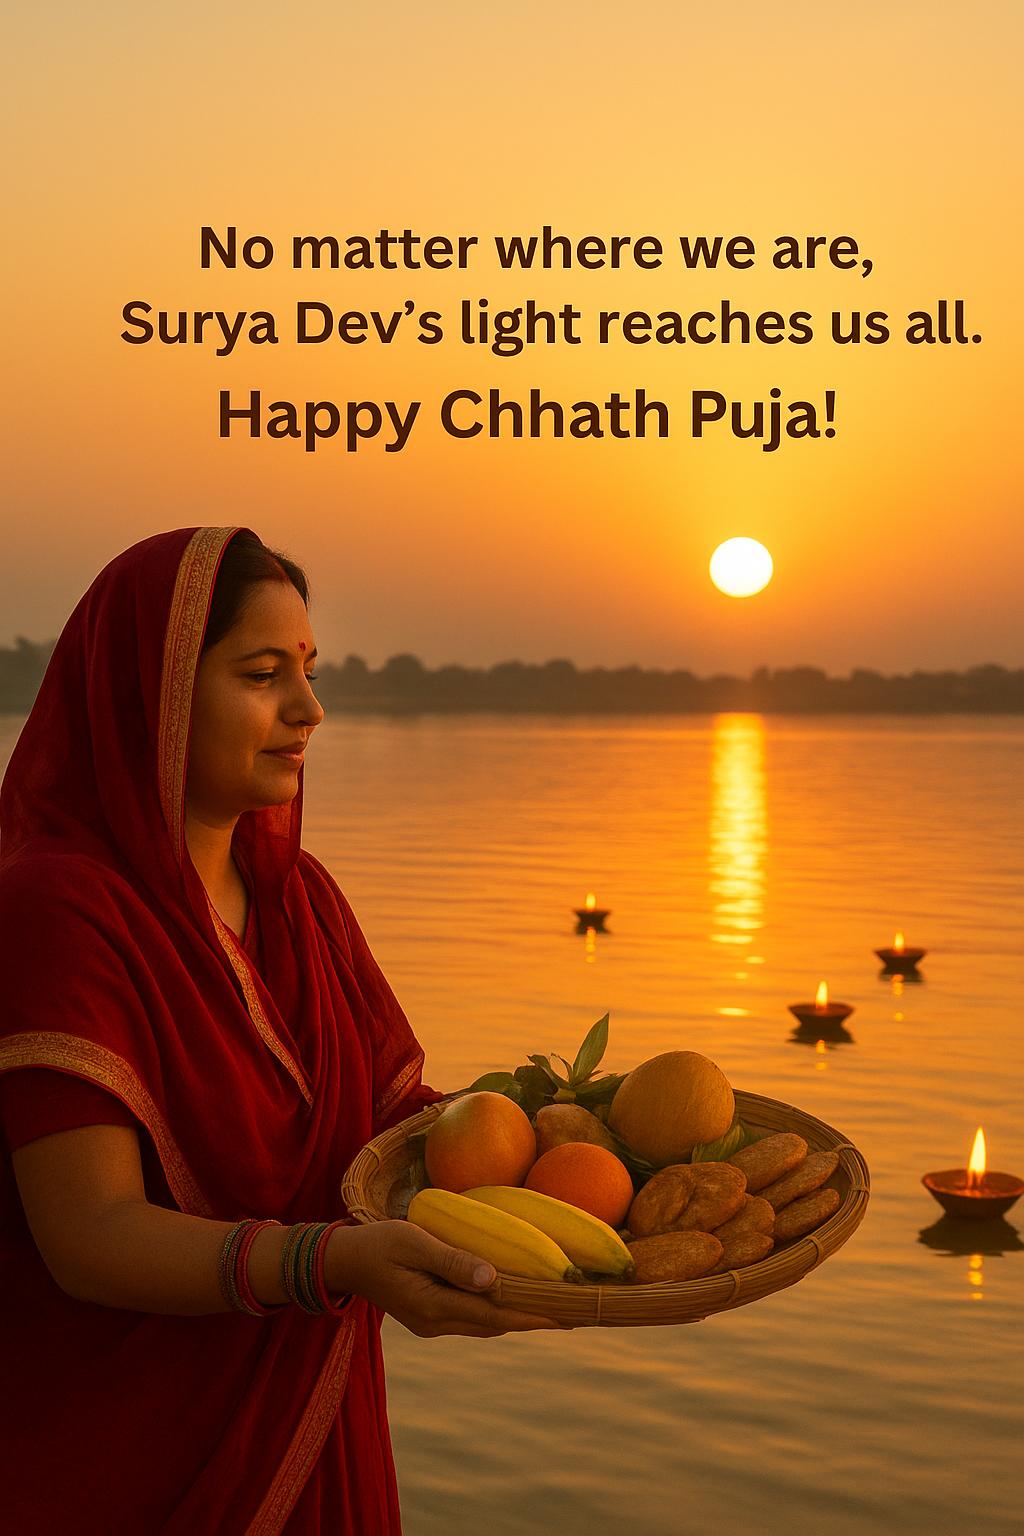 No matter where we are,
Surya Dev’s light reaches us all.
Happy Chhath Puja!